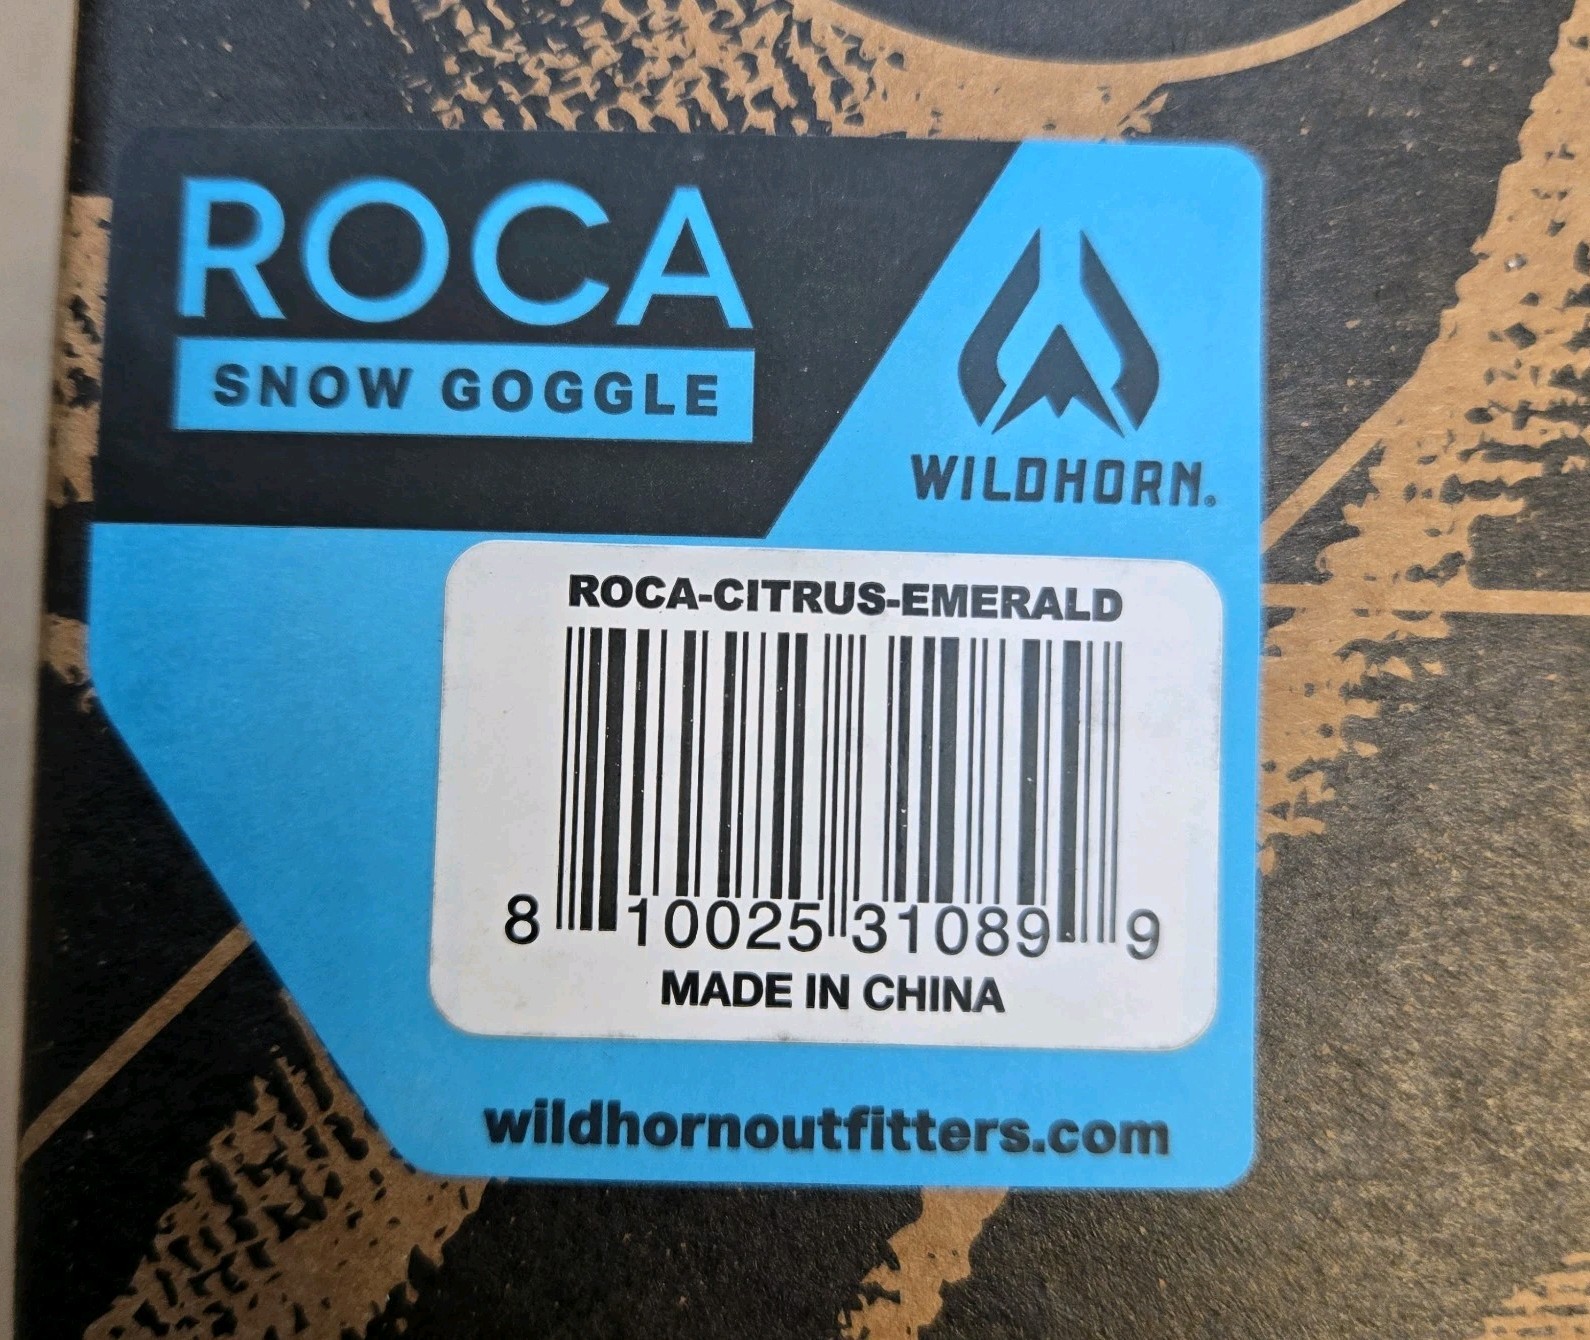 ROCA
SNOW GOGGLE
WILDHORN®
ROCA-CITRUS-EMERALD
8 10025 31089 9
MADE IN CHINA
wildhornoutfitters.com